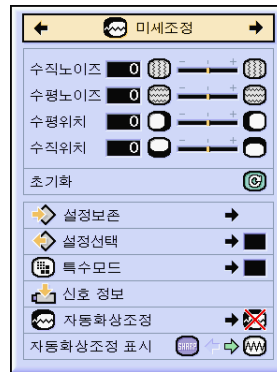 미세조정
수직노이즈 0 - +
수평노이즈 0 - +
수평위치 0 - +
수직위치 0 - +
초기화
설정보존
설정선택
특수모드
신호 정보
자동화상조정
자동화상조정 표시 SHARP